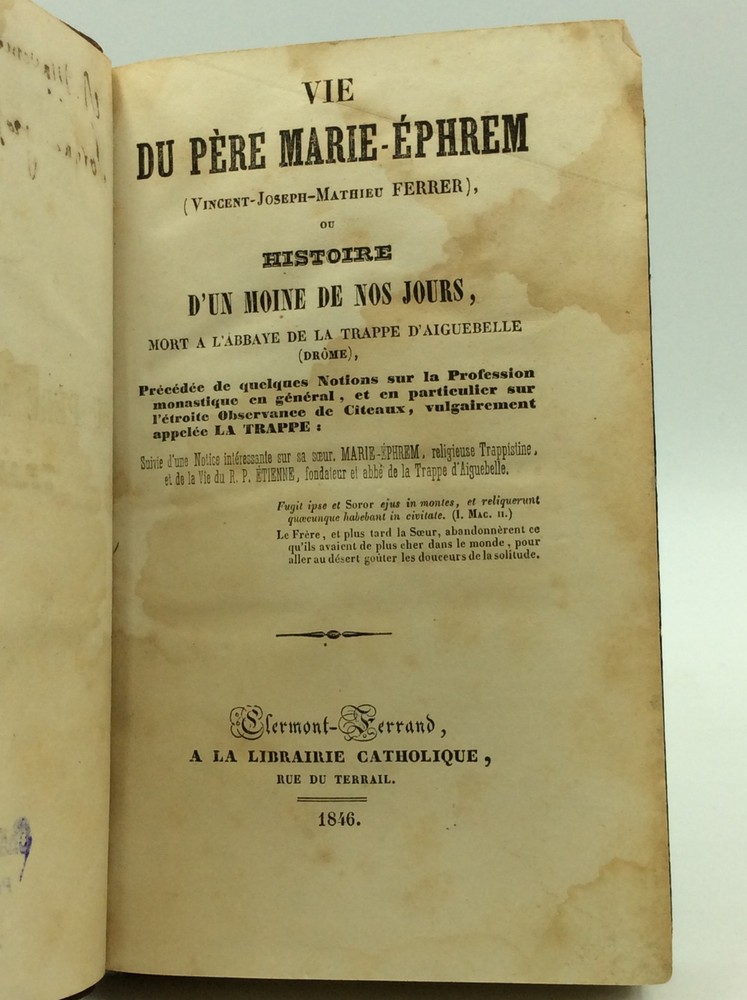 VIE
DU PÈRE MARIE-ÉPHREM
(VINCENT-JOSEPH-MATHIEU FERRER),
OU
HISTOIRE
D'UN MOINE DE NOS JOURS,
MORT A L'ABBAYE DE LA TRAPPE D'AIGUEBELLE
(DRÔME),
Précédée de quelques Notions sur la Profession
monastique en général, et en particulier sur
l'étroite Observance de Citeaux, vulgairement
appelée LA TRAPPE :
Suivie d'une Notice intéressante sur sa sœur, MARIE-ÉPHREM, religieuse Trappistine,
et de la Vie du R. P. ÉTIENNE, fondateur et abbé de la Trappe d'Aiguebelle.
Fugit ipse et Soror ejus in montes, et reliquerunt
quæcunque habebant in civitate. (I. MAC. II.)
Le Frère, et plus tard la Sœur, abandonnèrent ce
qu'ils avaient de plus cher dans le monde, pour
aller au désert goûter les douceurs de la solitude.
Clermont-Ferrand,
A LA LIBRAIRIE CATHOLIQUE,
RUE DU TERRAIL.
1846.